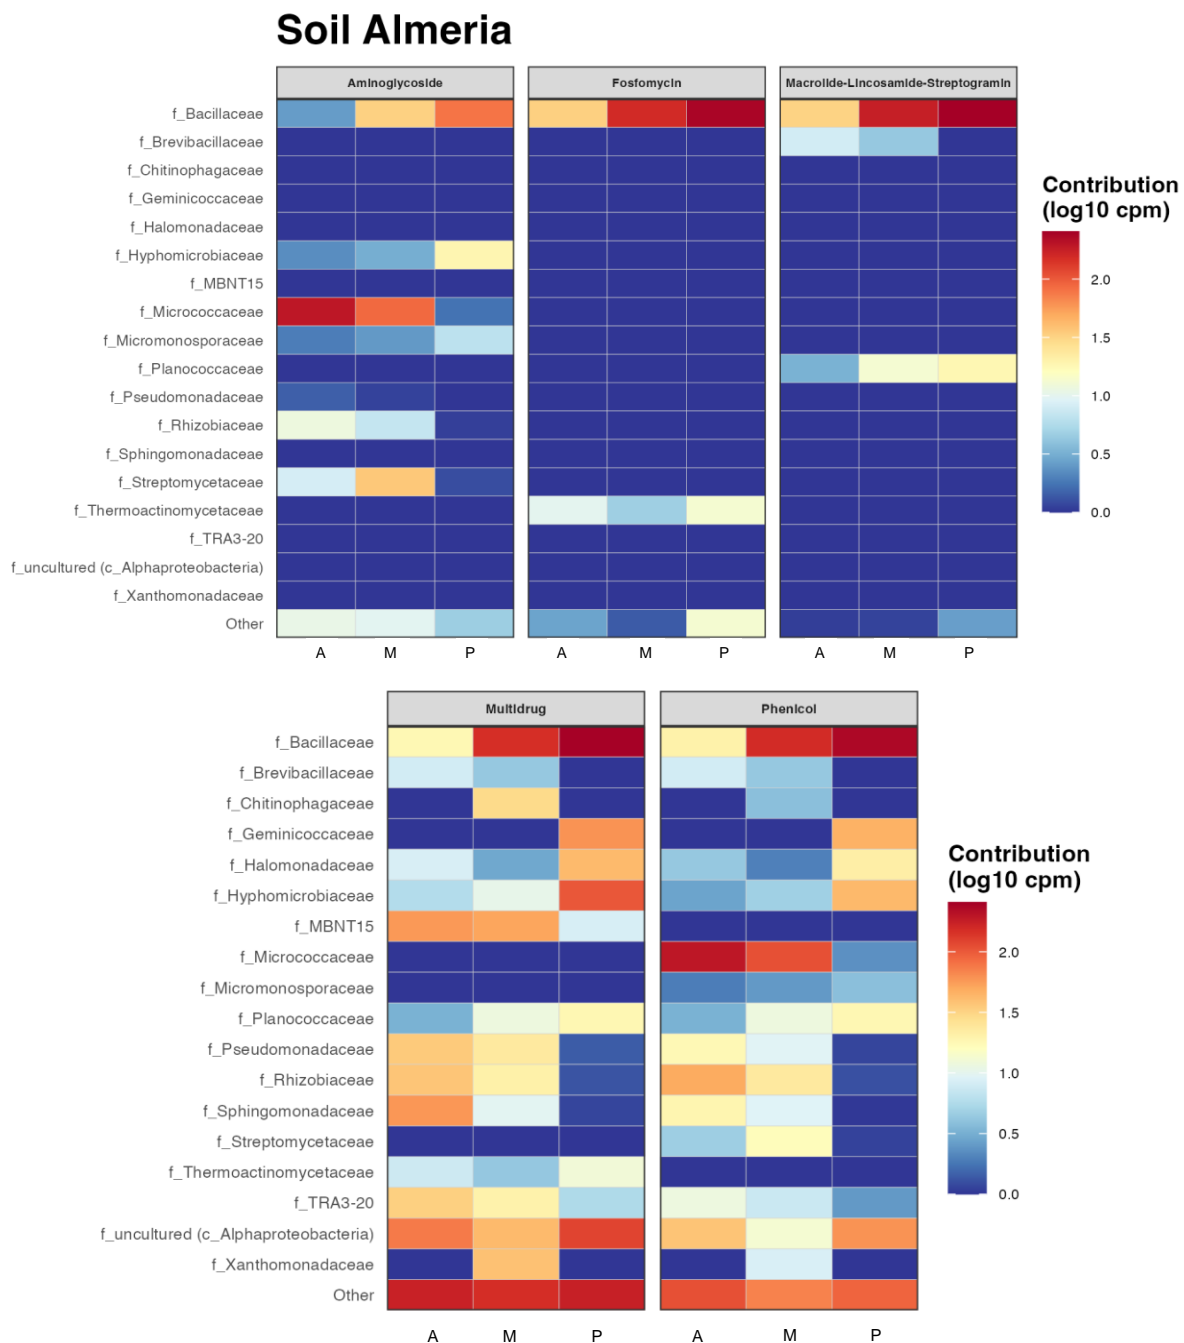 Soil Almeria
Aminoglycoside Fosfomycin Macrolide-Lincosamide-Streptogramin
f_Bacillaceae
f_Brevibacillaceae
f_Chitinophagaceae
f_Geminicoccaceae
f_Halomonadaceae
f_Hyphomicrobiaceae
f_MBNT15
f_Micrococcaceae
f_Micromonosporaceae
f_Planococcaceae
f_Pseudomonadaceae
f_Rhizobiaceae
f_Sphingomonadaceae
f_Streptomycetaceae
f_Thermoactinomycetaceae
f_TRA3-20
f_uncultured (c_Alphaproteobacteria)
f_Xanthomonadaceae
Other
A M P A M P A M P
Contribution
(log10 cpm)
2.0
1.5
1.0
0.5
0.0
Multidrug Phenicol
f_Bacillaceae
f_Brevibacillaceae
f_Chitinophagaceae
f_Geminicoccaceae
f_Halomonadaceae
f_Hyphomicrobiaceae
f_MBNT15
f_Micrococcaceae
f_Micromonosporaceae
f_Planococcaceae
f_Pseudomonadaceae
f_Rhizobiaceae
f_Sphingomonadaceae
f_Streptomycetaceae
f_Thermoactinomycetaceae
f_TRA3-20
f_uncultured (c_Alphaproteobacteria)
f_Xanthomonadaceae
Other
A M P A M P
Contribution
(log10 cpm)
2.0
1.5
1.0
0.5
0.0